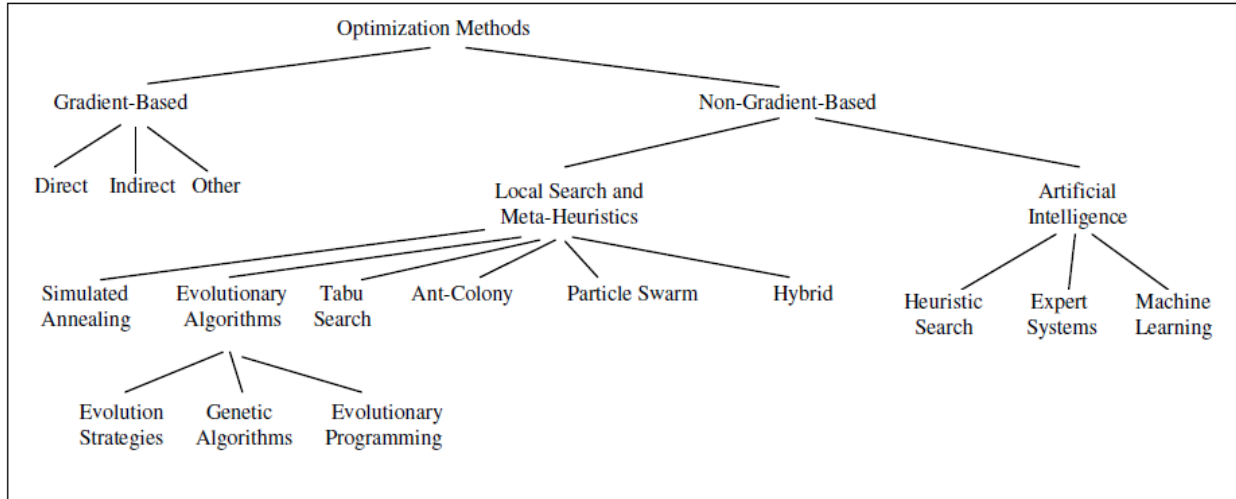 Optimization Methods
Gradient-Based
Non-Gradient-Based
Direct
Indirect
Other
Local Search and
Meta-Heuristics
Artificial
Intelligence
Simulated
Annealing
Evolutionary
Algorithms
Tabu
Search
Ant-Colony
Particle Swarm
Hybrid
Heuristic
Search
Expert
Systems
Machine
Learning
Evolution
Strategies
Genetic
Algorithms
Evolutionary
Programming